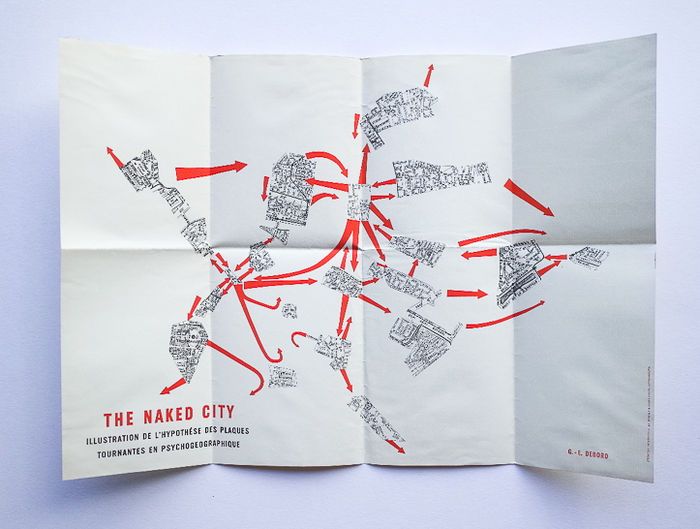 THE NAKED CITY
ILLUSTRATION DE L'HYPOTHÈSE DES PLAQUES
TOURNANTES EN PSYCHOGEOGRAPHIQUE
G.-E. DEBORD